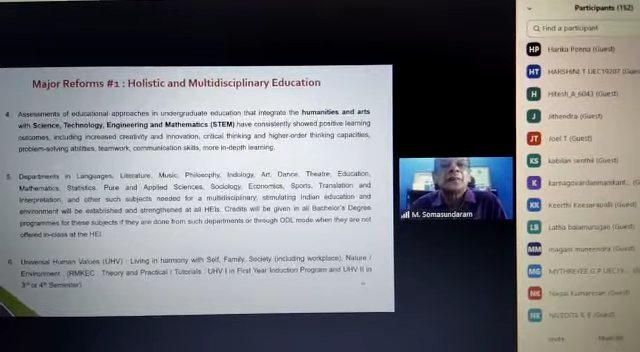 Participants (152)
Find a participant
Major Reforms #1 : Holistic and Multidisciplinary Education
4. Assessments of educational approaches in undergraduate education that integrate the humanities and arts
with Science, Technology, Engineering and Mathematics (STEM) have consistently showed positive learning
outcomes, including increased creativity and innovation, critical thinking and higher-order thinking capacities,
problem-solving abilities, teamwork, communication skills, more in-depth learning.
5. Departments in Languages, Literature, Music, Philosophy, Indology, Art, Dance, Theatre, Education,
Mathematics, Statistics, Pure and Applied Sciences, Sociology, Economics, Sports, Translation and
Interpretation, and other such subjects needed for a multidisciplinary, stimulating Indian education and
environment will be established and strengthened at all HEIs. Credits will be given in all Bachelor's Degree
programmes for these subjects if they are done from such departments or through ODL mode when they are not
offered in-class at the HEI.
6. Universal Human Values (UHV) : Living in harmony with Self, Family, Society (including workplace), Nature /
Environment : (RMKEC : Theory and Practical / Tutorials : UHV I in First Year Induction Program and UHV II in
3rd or 4th Semester)
M. Somasundaram
HP Harika Ponna (Guest)
HT HARSHINI T UEC19207 (Guest)
H Hitesh_A_6043 (Guest)
J Jithendra (Guest)
JT Joel T (Guest)
KS kabilan senthil (Guest)
K
KK Keerthi Keesarapalli (Guest)
LB Latha balamurugan (Guest)
MM magam muneendra (Guest)
MG MYTHREYEE G P UEC19... (Guest)
NK Nagai Kumaresan (Guest)
NK NIVEDITA K B (Guest)
Invite